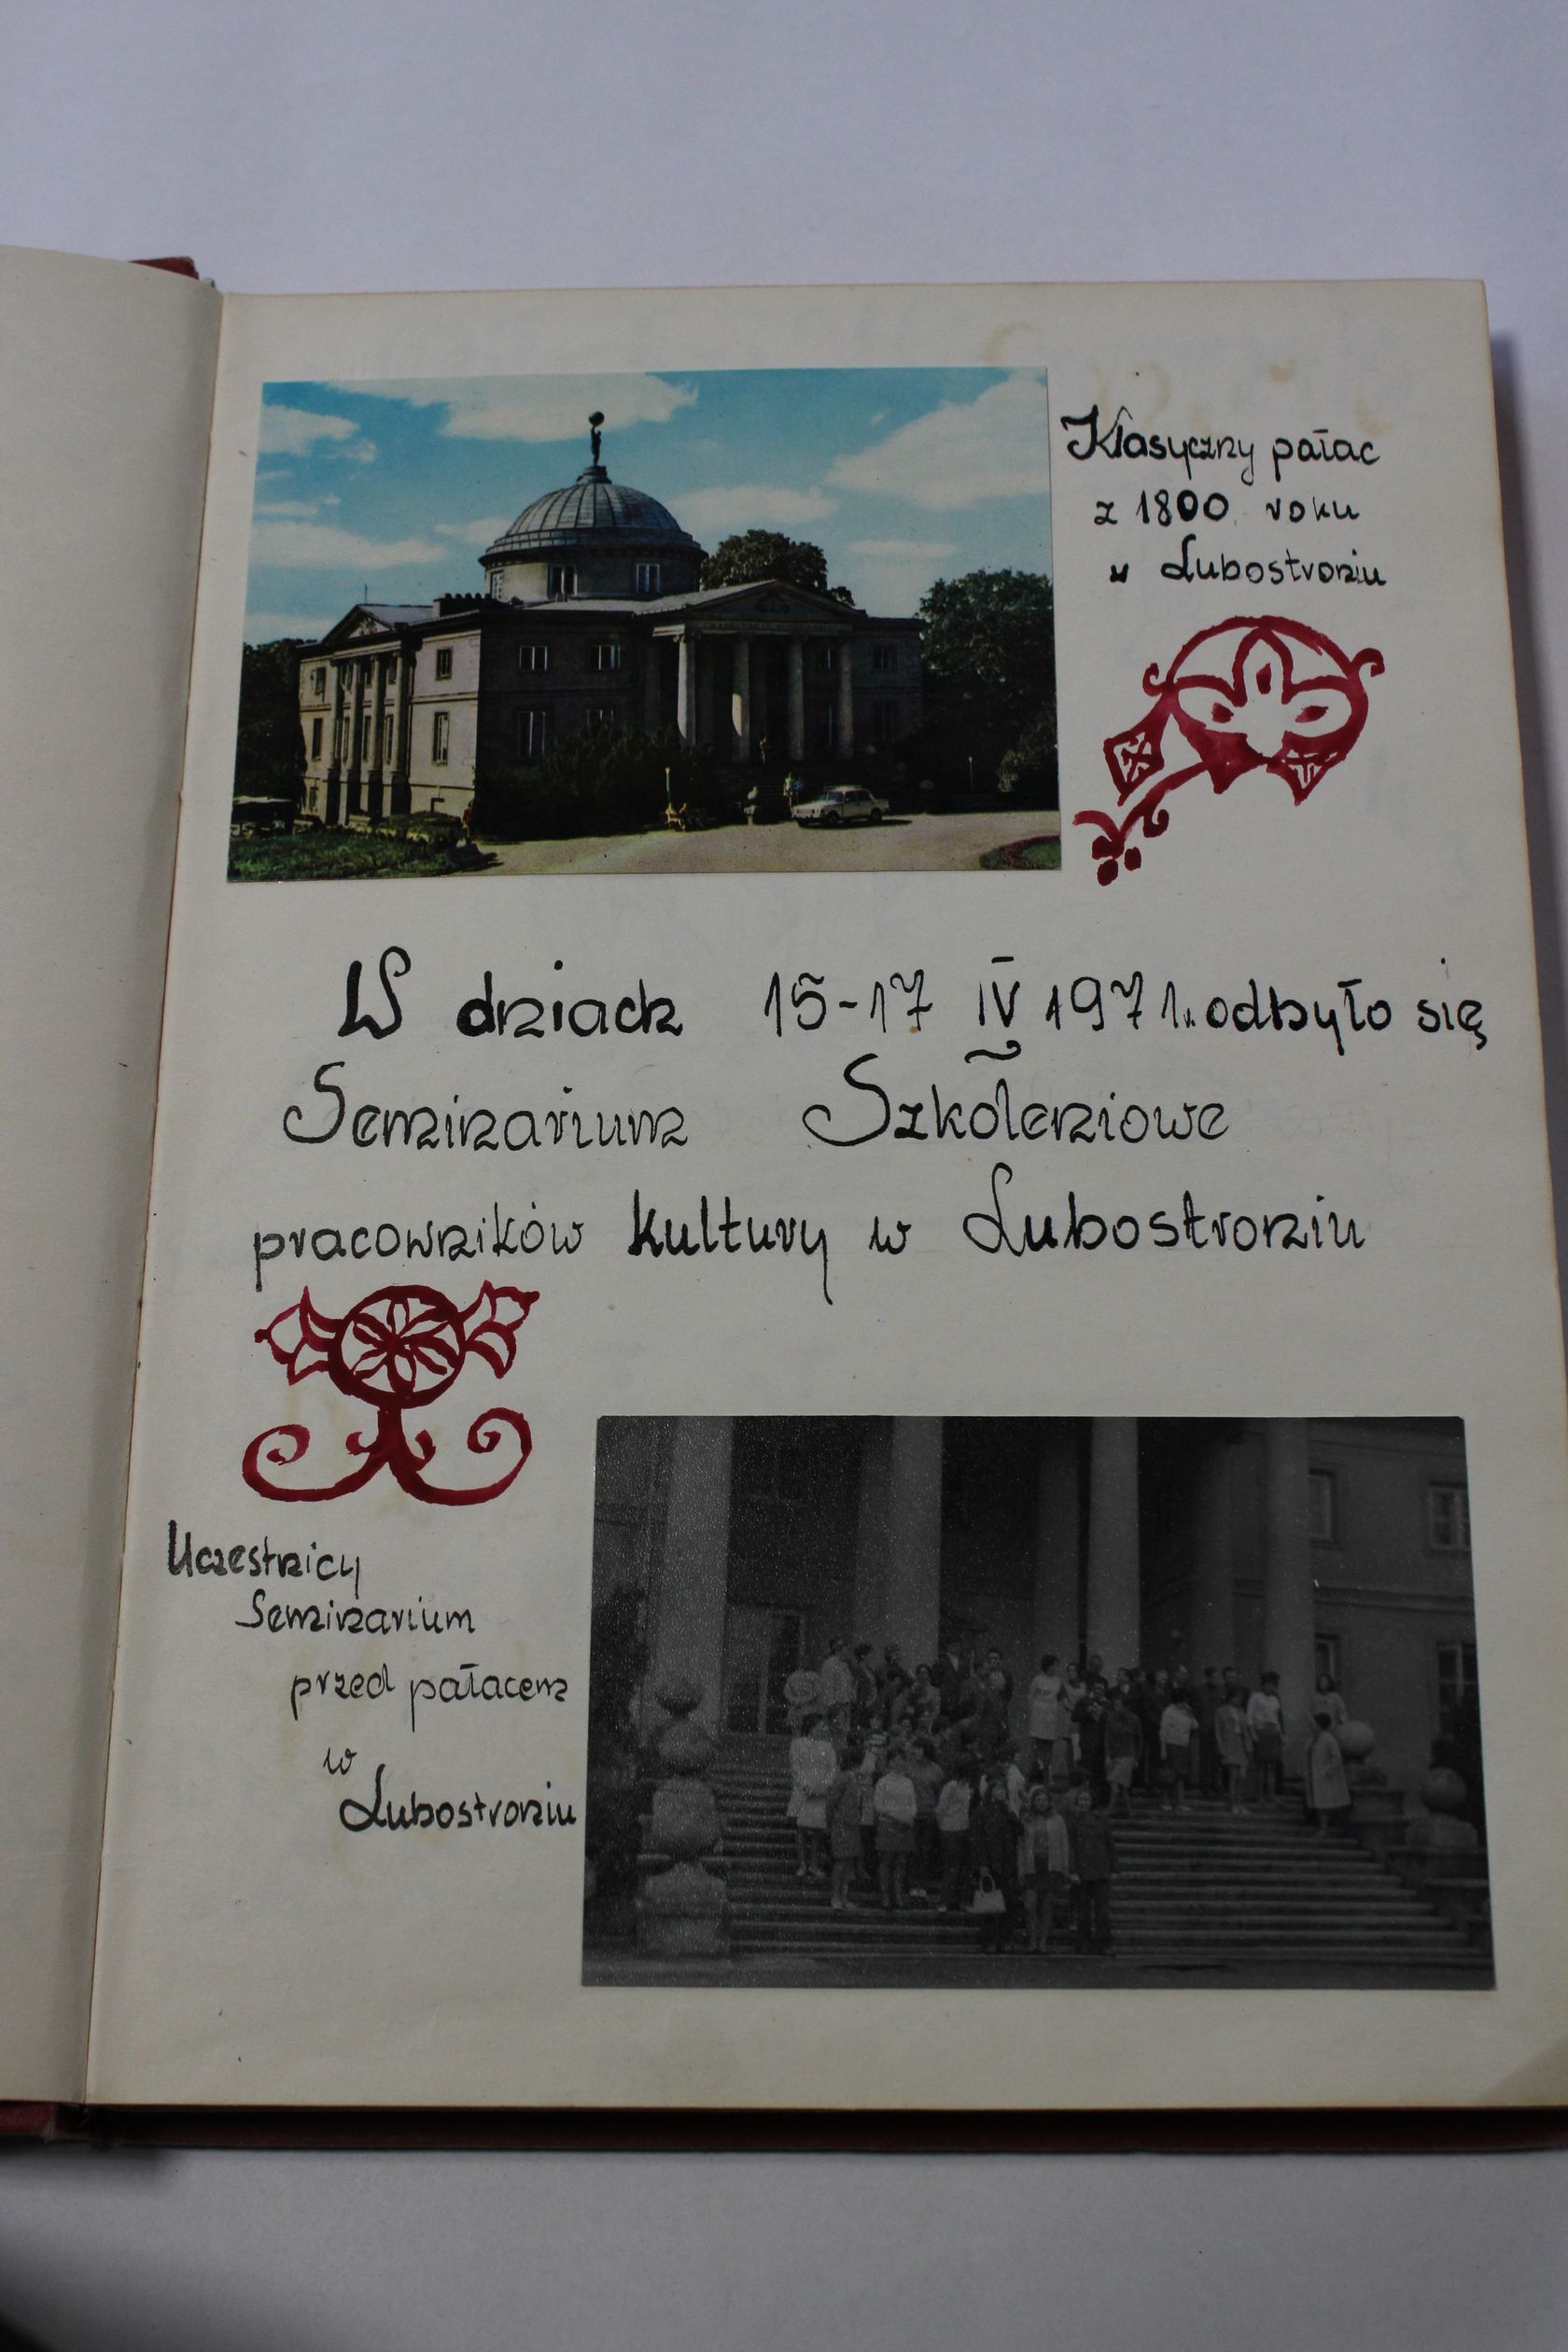 Klasyczny pałac
z 1800 roku
w Lubostroniu
W dniach 15-17 IV 1971r. odbyło się
Seminarium Szkoleniowe
pracowników kultury w Lubostroniu
Uczestnicy
Seminarium
przed pałacem
w
Lubostroniu